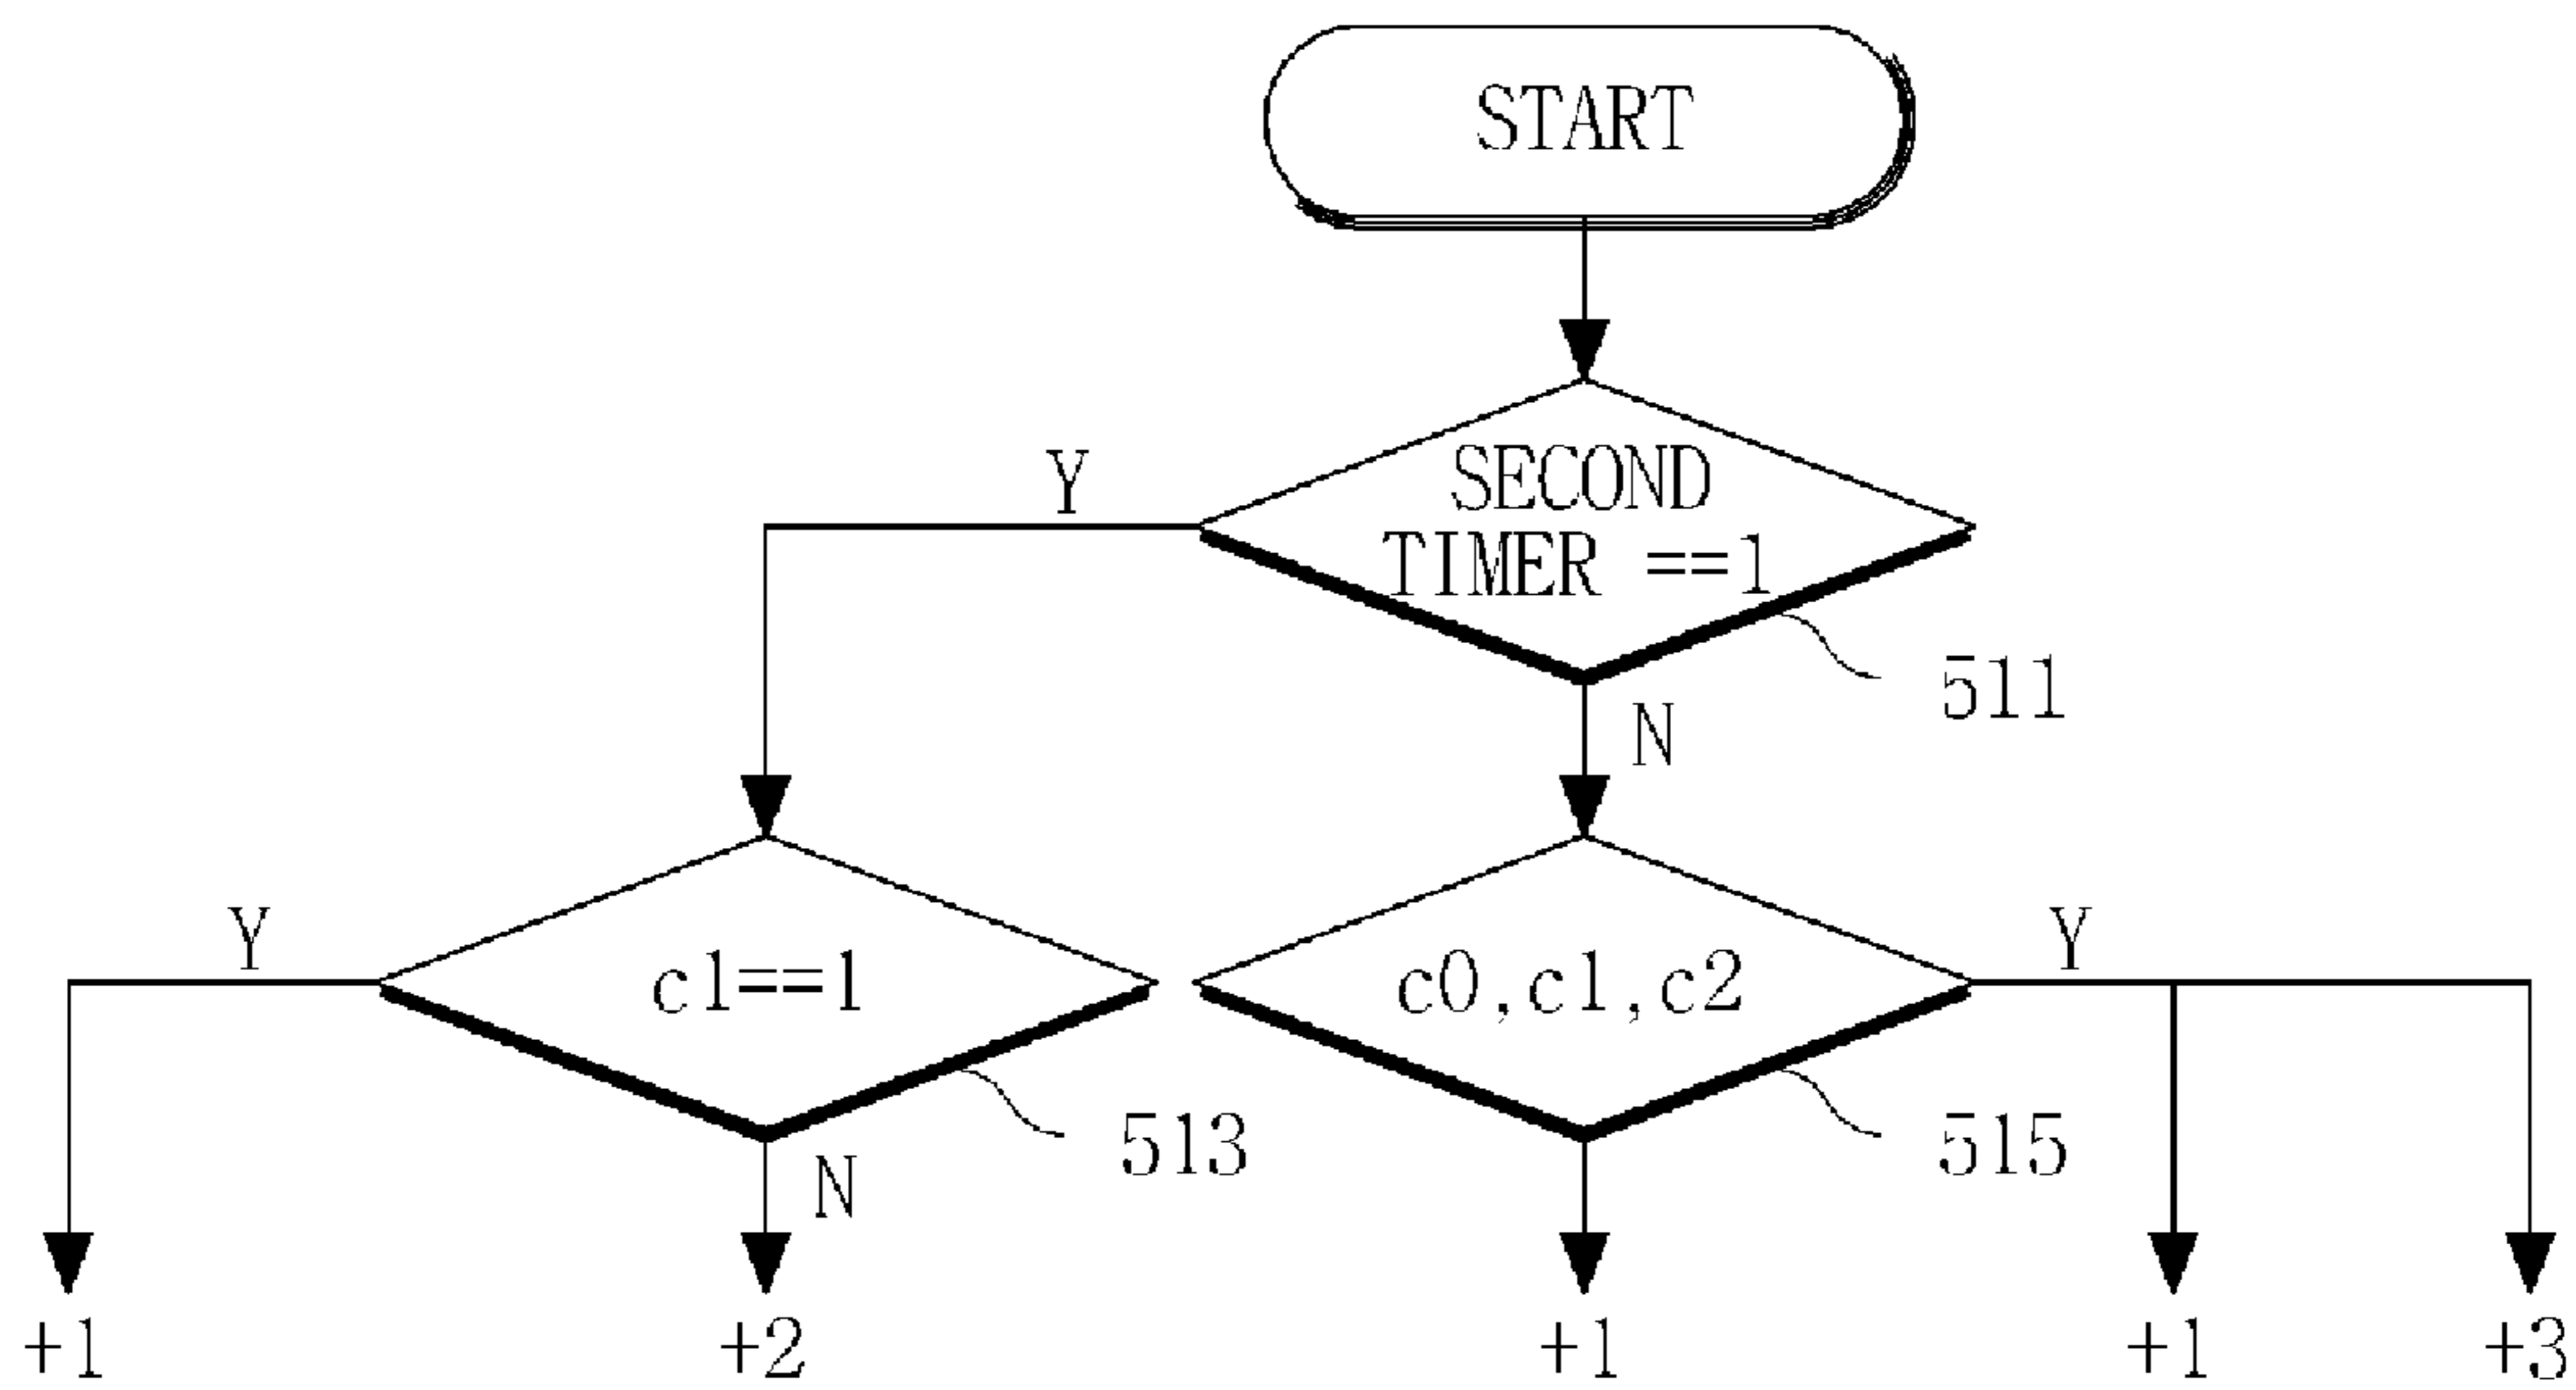 START
Y
SECOND
TIMER ==1
511
N
Y
c1==1
c0,c1,c2
Y
513
515
N
+1
+2
+1
+1
+3